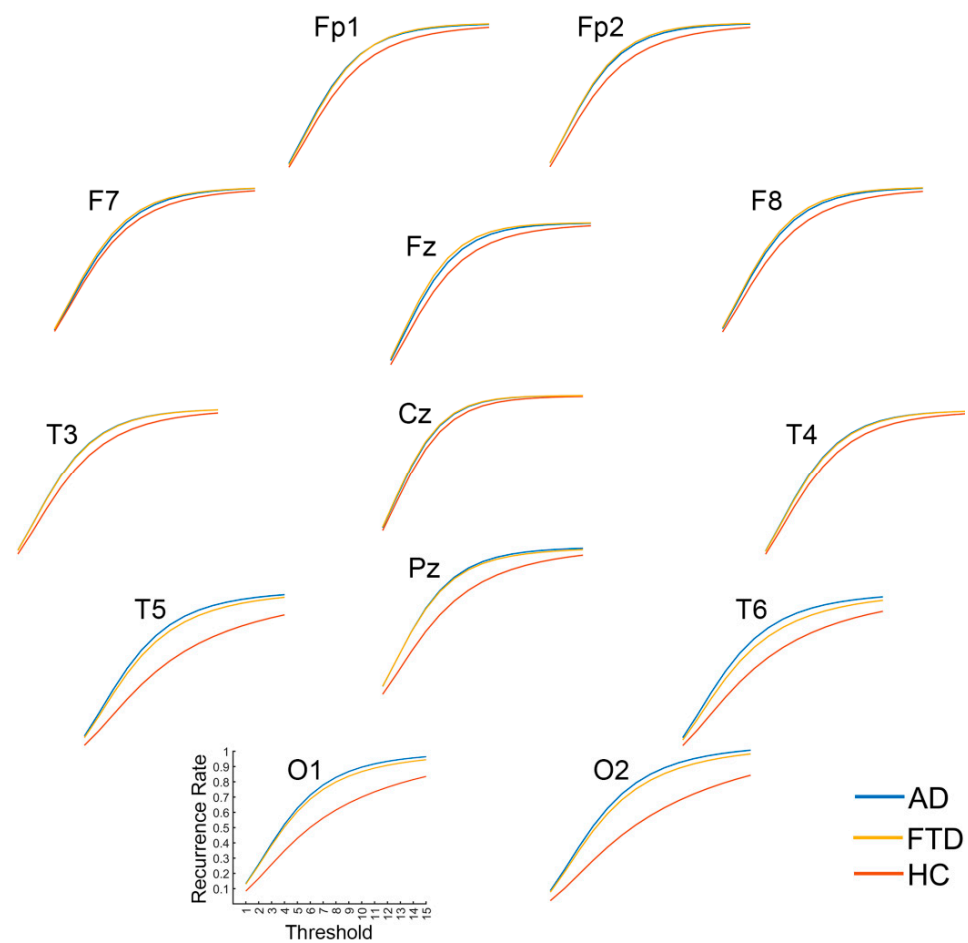 Fp1
Fp2
F7
F8
Fz
T3
Cz
T4
Pz
T5
T6
O1
O2
Recurrence Rate
1
0.9
0.8
0.7
0.6
0.5
0.4
0.3
0.2
0.1
1 2 3 4 5 6 7 8 9 10 11 12 13 14 15
Threshold
AD
FTD
HC